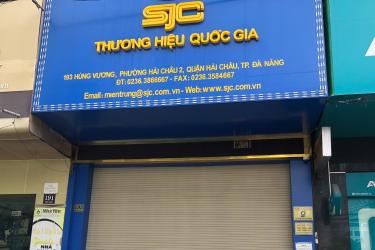 SJC
THƯƠNG HIỆU QUỐC GIA
193 HÙNG VƯƠNG, PHƯỜNG HẢI CHÂU 2, QUẬN HẢI CHÂU, TP. ĐÀ NẴNG
ĐT: 0236.3866667 - FAX: 0236.3584667
Email: mientrung@sjc.com.vn - Web: www.sjc.com.vn
191